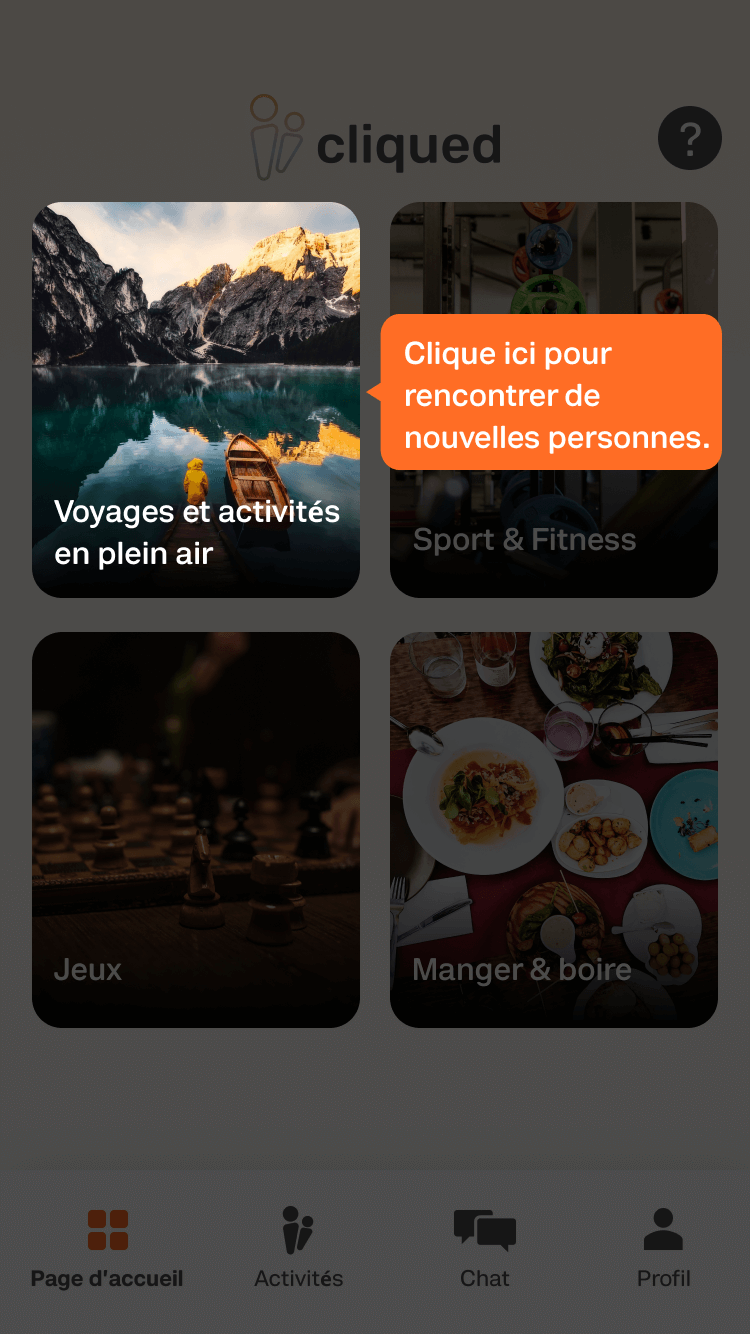 cliqued
?
Clique ici pour
rencontrer de
nouvelles personnes.
Voyages et activités
en plein air
Sport & Fitness
Jeux
Manger & boire
Page d'accueil
Activités
Chat
Profil